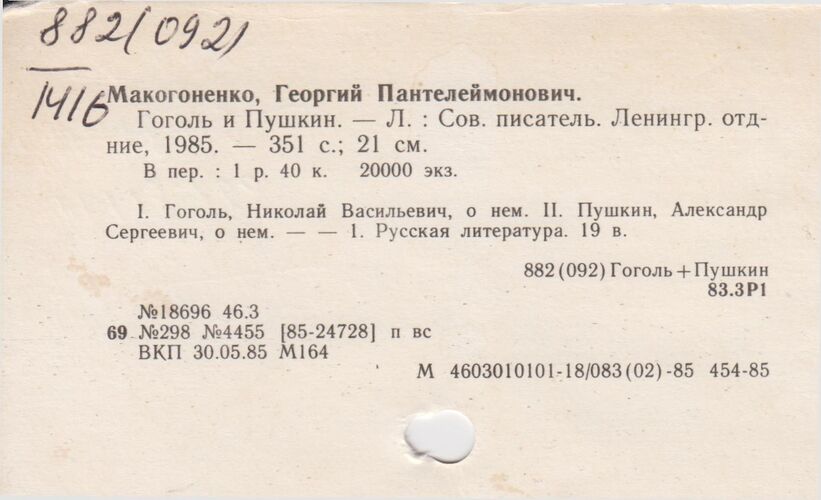 882(092)
1416
Макогоненко, Георгий Пантелеймонович.
Гоголь и Пушкин. — Л. : Сов. писатель. Ленингр. отд-
ние, 1985. — 351 с.; 21 см.
В пер. : 1 р. 40 к. 20000 экз.
I. Гоголь, Николай Васильевич, о нем. II. Пушкин, Александр
Сергеевич, о нем. — — 1. Русская литература. 19 в.
882(092) Гоголь+Пушкин
83.3Р1
№18696 46.3
69 №298 №4455 [85-24728] п вс
ВКП 30.05.85 М164
М 4603010101-18/083(02)-85 454-85